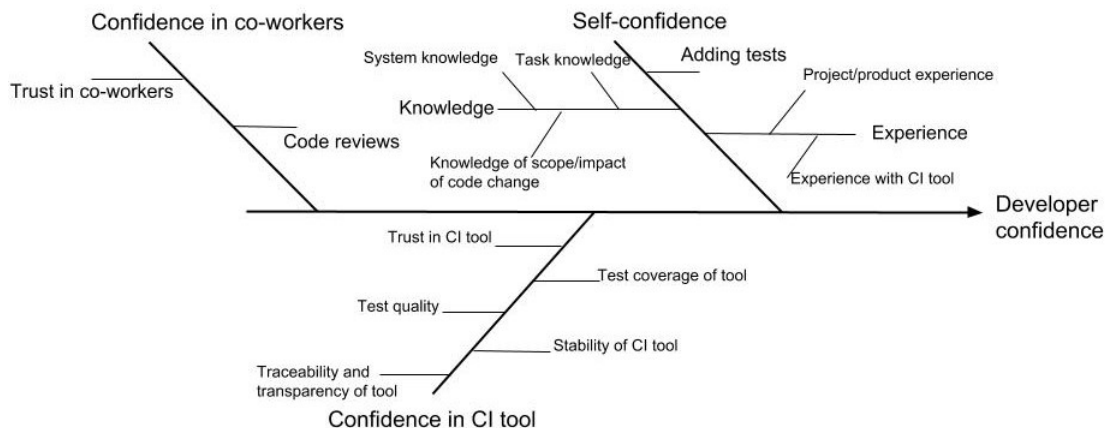 Confidence in co-workers
Self-confidence
System knowledge
Task knowledge
Adding tests
Project/product experience
Trust in co-workers
Knowledge
Code reviews
Experience
Knowledge of scope/impact
of code change
Experience with CI tool
Developer
confidence
Trust in CI tool
Test coverage of tool
Test quality
Stability of CI tool
Traceability and
transparency of tool
Confidence in CI tool